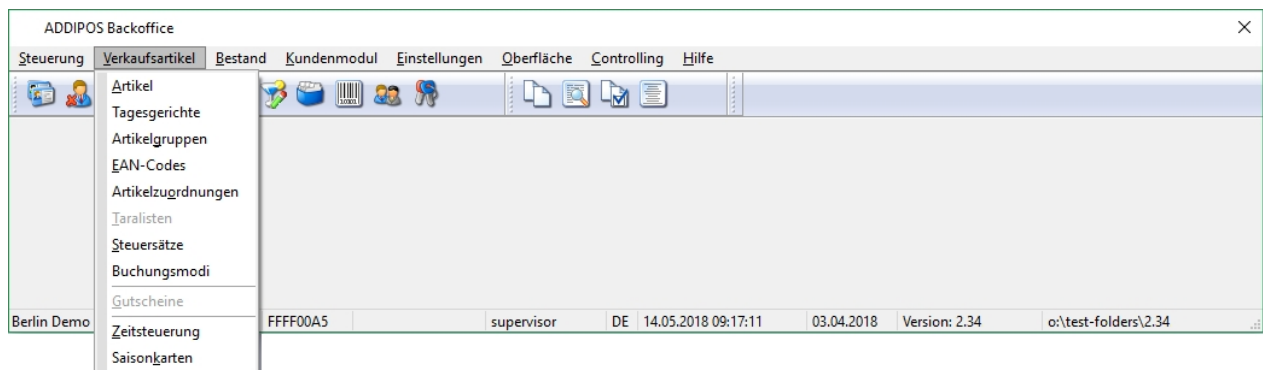 ADDIPOS Backoffice
Steuerung Verkaufsartikel Bestand Kundenmodul Einstellungen Oberfläche Controlling Hilfe
Artikel
Tagesgerichte
Artikelgruppen
EAN-Codes
Artikelzuordnungen
Taralisten
Steuersätze
Buchungsmodi
Gutscheine
Berlin Demo FFFF00A5 supervisor DE 14.05.2018 09:17:11 03.04.2018 Version: 2.34 o:\test-folders\2.34
Zeitsteuerung
Saisonkarten